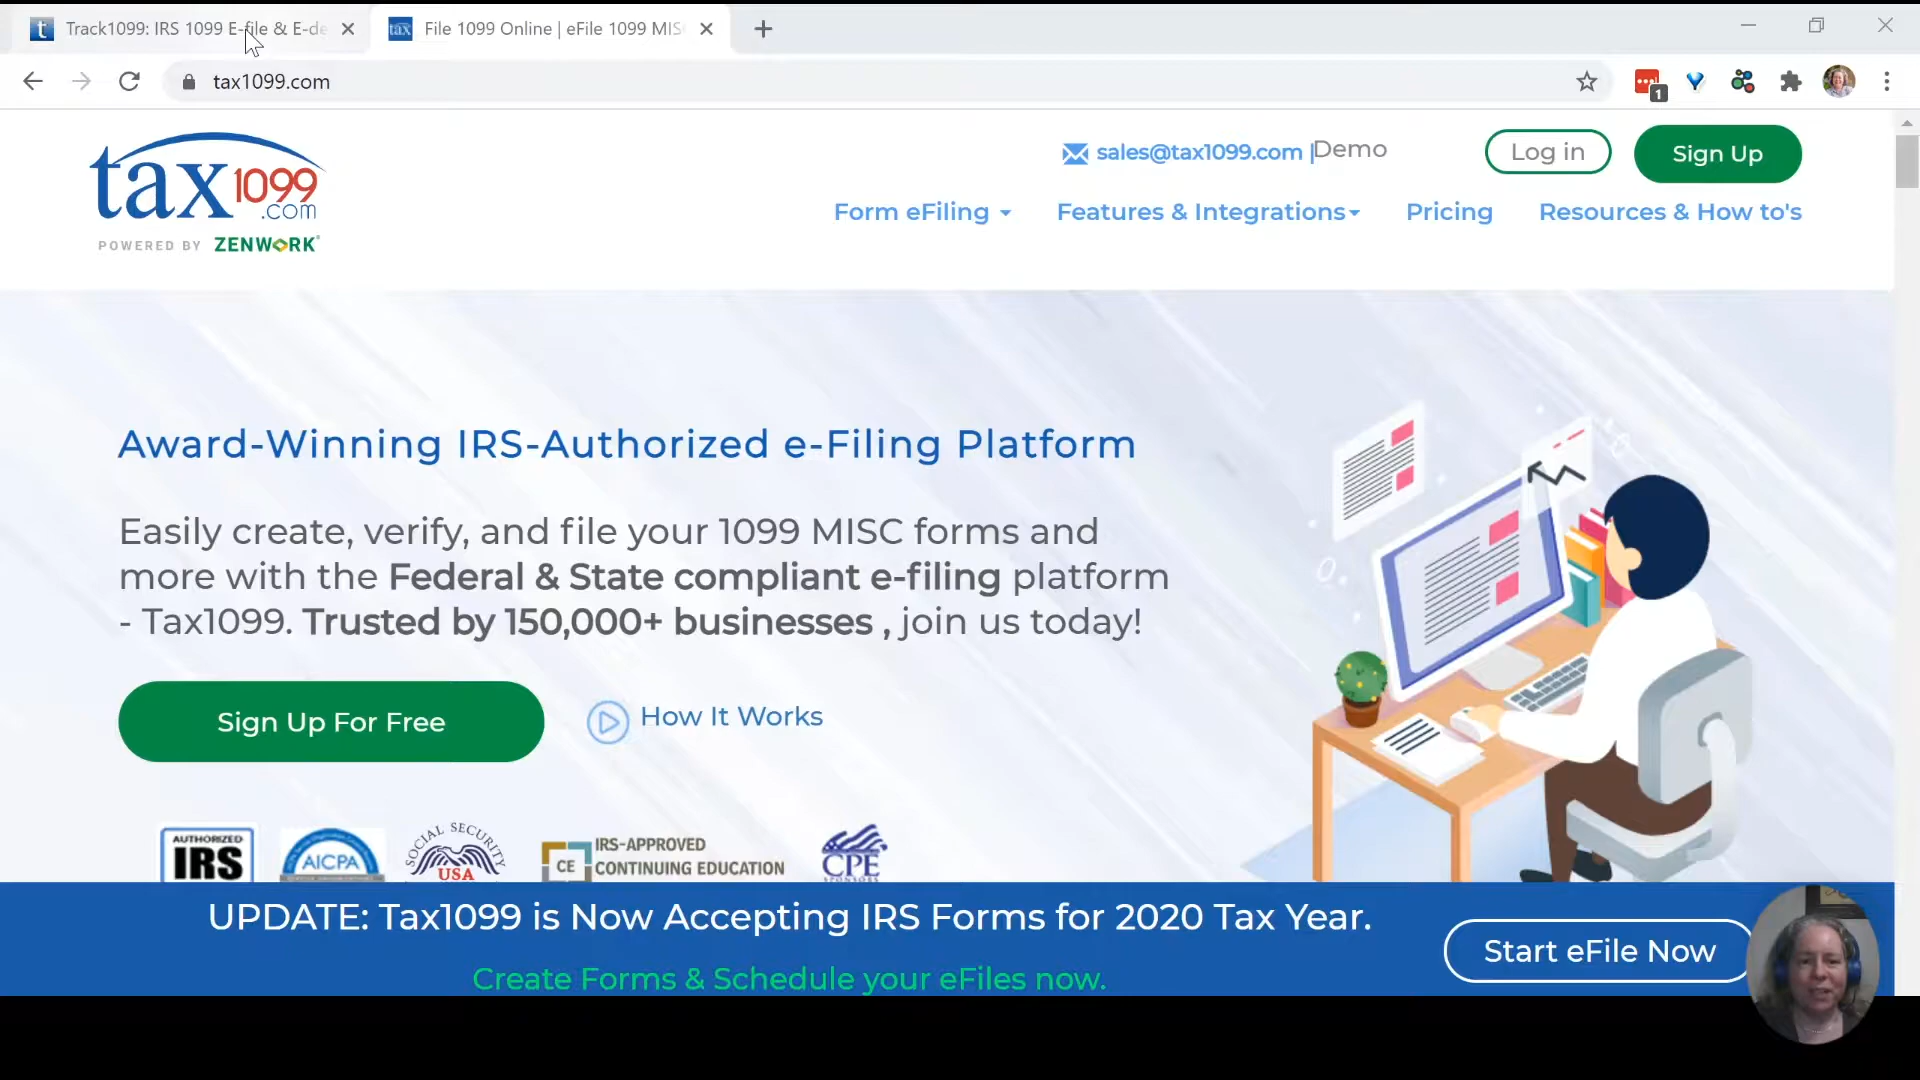 Track1099: IRS 1099 E-file & E-de
File 1099 Online | eFile 1099 MIS
tax1099.com
1
tax1099
.com
POWERED BY ZENWORK
sales@tax1099.com | Demo
Log in
Sign Up
Form eFiling
Features & Integrations
Pricing
Resources & How to's
Award-Winning IRS-Authorized e-Filing Platform
Easily create, verify, and file your 1099 MISC forms and
more with the Federal & State compliant e-filing platform
- Tax1099. Trusted by 150,000+ businesses , join us today!
Sign Up For Free
How It Works
AUTHORIZED
IRS
AICPA
SOCIAL SECURITY
USA
CE
IRS-APPROVED
CONTINUING EDUCATION
CPE
SPONSORS
UPDATE: Tax1099 is Now Accepting IRS Forms for 2020 Tax Year.
Create Forms & Schedule your eFiles now.
Start eFile Now